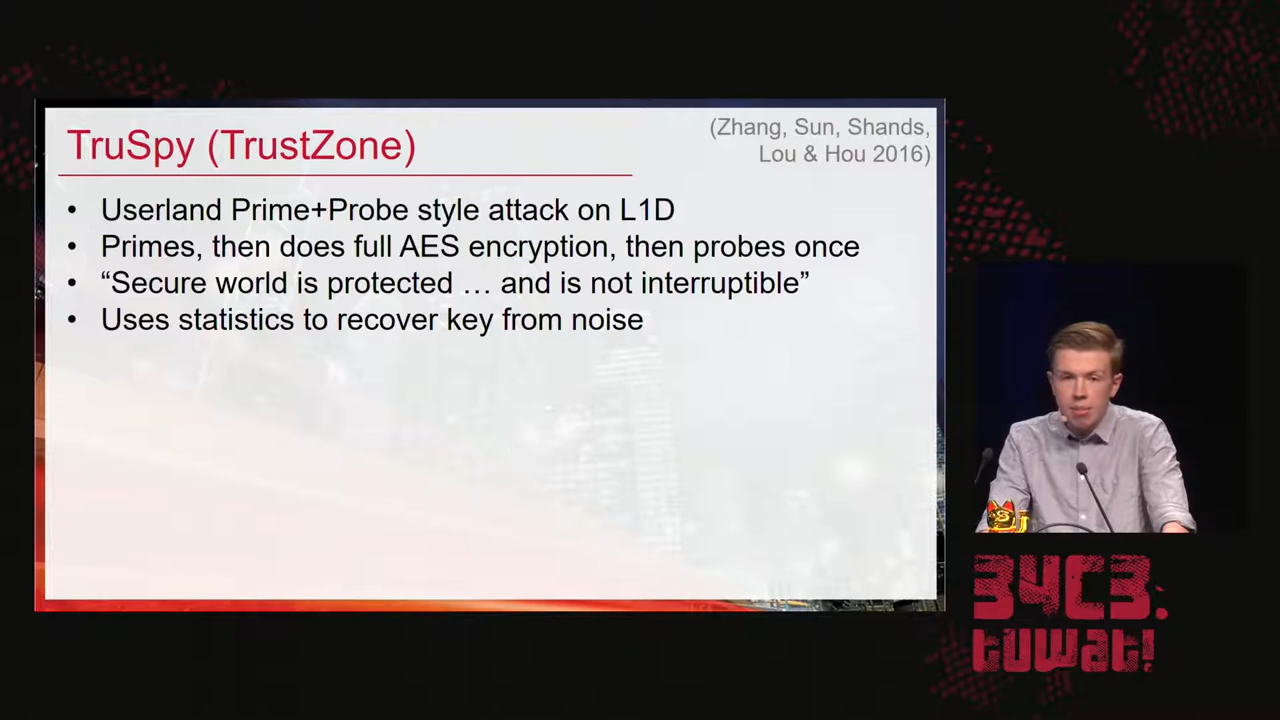 TruSpy (TrustZone)
(Zhang, Sun, Shands,
Lou & Hou 2016)
• Userland Prime+Probe style attack on L1D
• Primes, then does full AES encryption, then probes once
• “Secure world is protected … and is not interruptible”
• Uses statistics to recover key from noise
34C3:
tuwat!